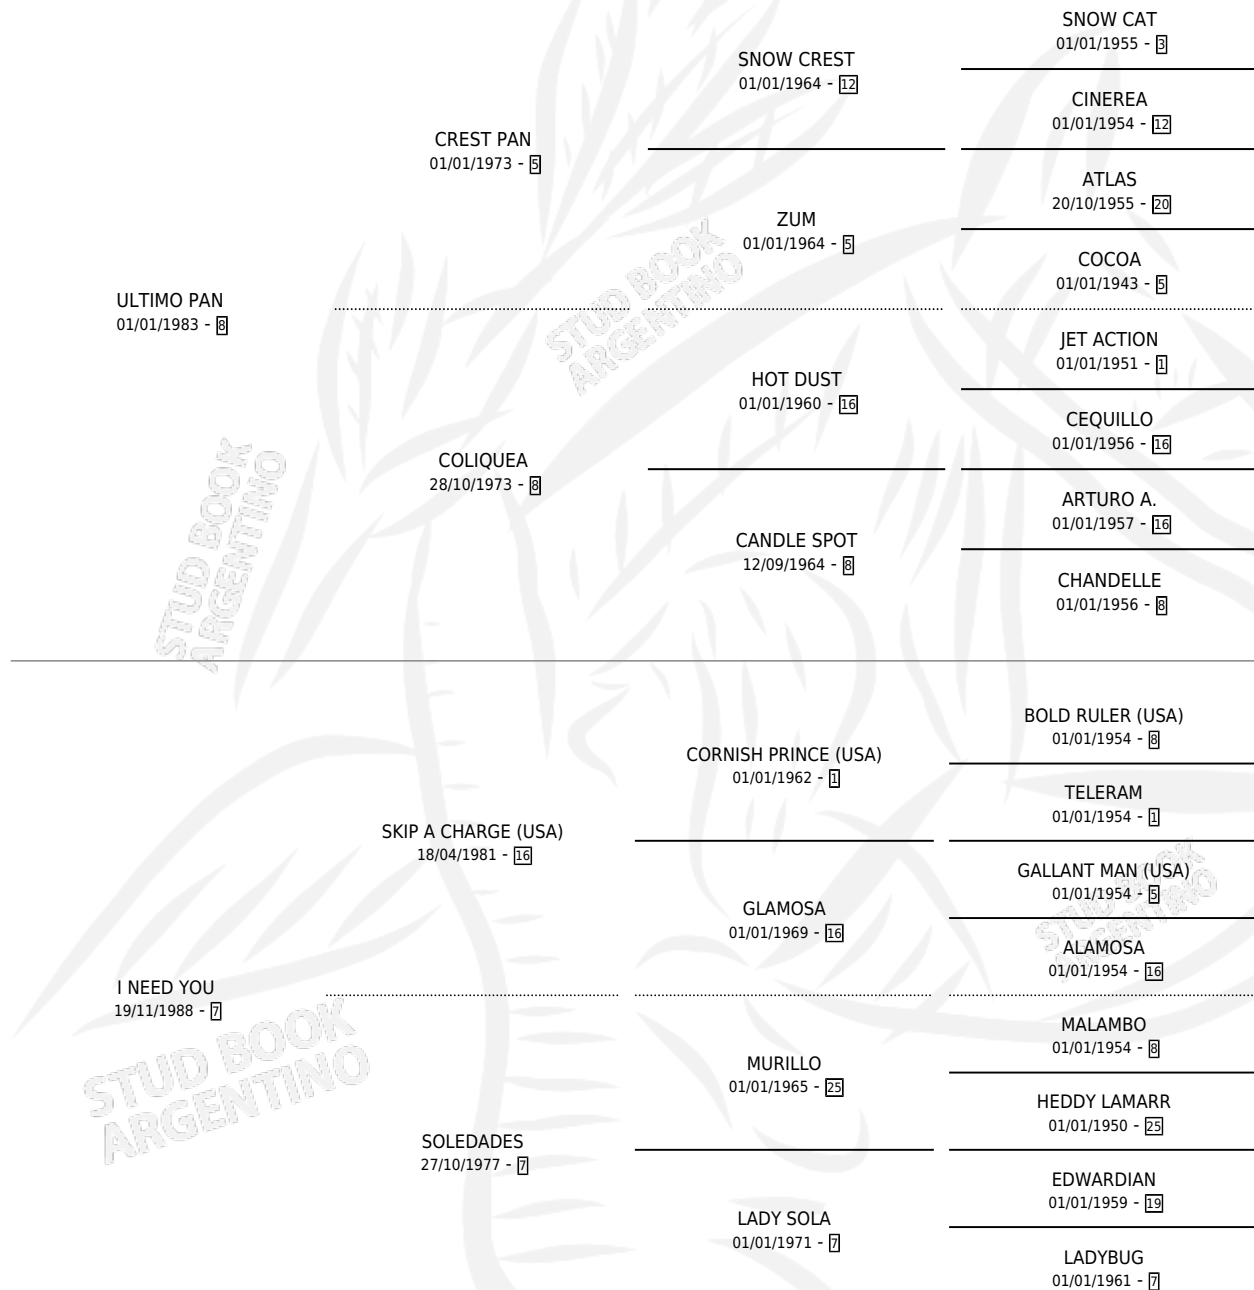 SNOW CAT
01/01/1955 - 3
SNOW CREST
01/01/1964 - 12
CINEREA
01/01/1954 - 12
CREST PAN
01/01/1973 - 5
ATLAS
20/10/1955 - 20
ZUM
01/01/1964 - 5
COCOA
01/01/1943 - 5
ULTIMO PAN
01/01/1983 - 8
JET ACTION
01/01/1951 - 1
HOT DUST
01/01/1960 - 16
CEQUILLO
01/01/1956 - 16
COLIQUEA
28/10/1973 - 8
ARTURO A.
01/01/1957 - 16
CANDLE SPOT
12/09/1964 - 8
CHANDELLE
01/01/1956 - 8
STUD BOOK
ARGENTINO
STUD BOOK
ARGENTINO
BOLD RULER (USA)
01/01/1954 - 8
CORNISH PRINCE (USA)
01/01/1962 - 1
TELERAM
01/01/1954 - 1
SKIP A CHARGE (USA)
18/04/1981 - 16
GALLANT MAN (USA)
01/01/1954 - 5
GLAMOSA
01/01/1969 - 16
ALAMOSA
01/01/1954 - 16
STUD BOOK
ARGENTINO
I NEED YOU
19/11/1988 - 7
MALAMBO
01/01/1954 - 8
MURILLO
01/01/1965 - 25
HEDDY LAMARR
01/01/1950 - 25
STUD BOOK
ARGENTINO
SOLEDADES
27/10/1977 - 7
EDWARDIAN
01/01/1959 - 19
LADY SOLA
01/01/1971 - 7
LADYBUG
01/01/1961 - 7